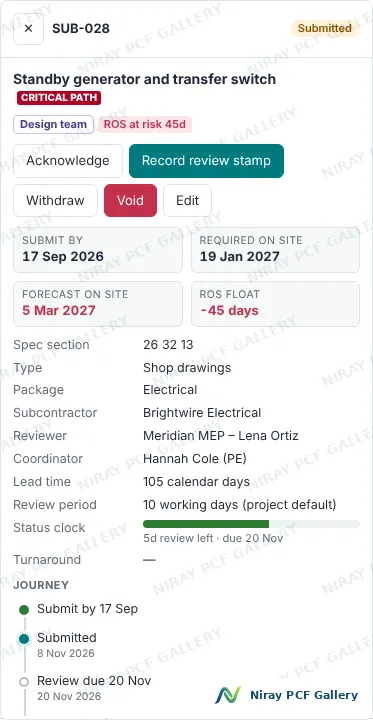 × SUB-028 Submitted
Standby generator and transfer switch
CRITICAL PATH
Design team ROS at risk 45d
Acknowledge Record review stamp
Withdraw Void Edit
SUBMIT BY REQUIRED ON SITE
17 Sep 2026 19 Jan 2027
FORECAST ON SITE ROS FLOAT
5 Mar 2027 -45 days
Spec section 26 32 13
Type Shop drawings
Package Electrical
Subcontractor Brightwire Electrical
Reviewer Meridian MEP – Lena Ortiz
Coordinator Hannah Cole (PE)
Lead time 105 calendar days
Review period 10 working days (project default)
Status clock
5d review left · due 20 Nov
Turnaround —
JOURNEY
Submit by 17 Sep
Submitted
8 Nov 2026
Review due 20 Nov
20 Nov 2026
Niray PCF Gallery
NIRAY PCF GALLERY